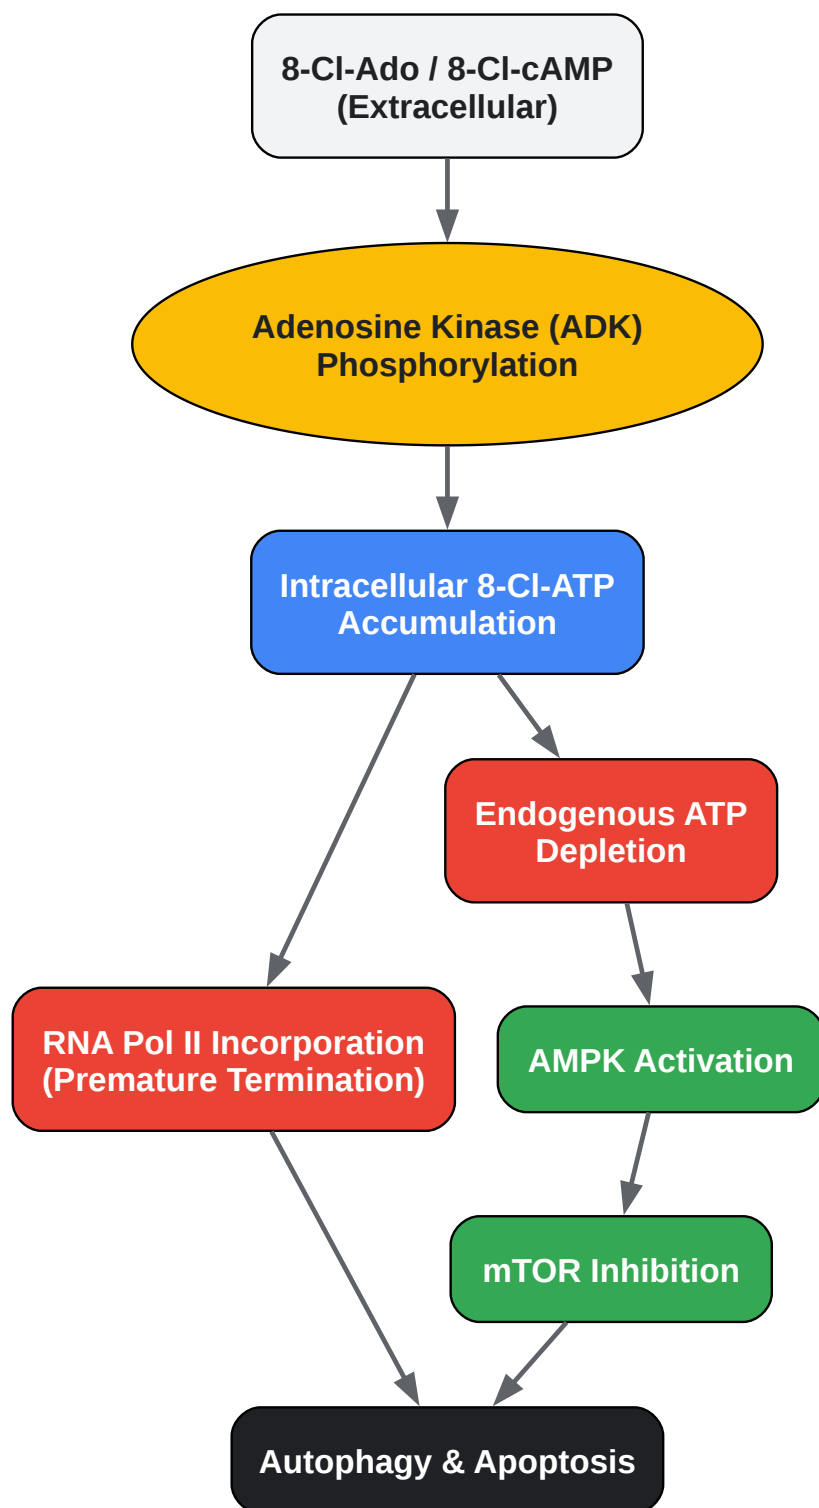 8-Cl-Ado / 8-Cl-cAMP
(Extracellular)
Adenosine Kinase (ADK)
Phosphorylation
Intracellular 8-Cl-ATP
Accumulation
Endogenous ATP
Depletion
RNA Pol II Incorporation
(Premature Termination)
AMPK Activation
mTOR Inhibition
Autophagy & Apoptosis